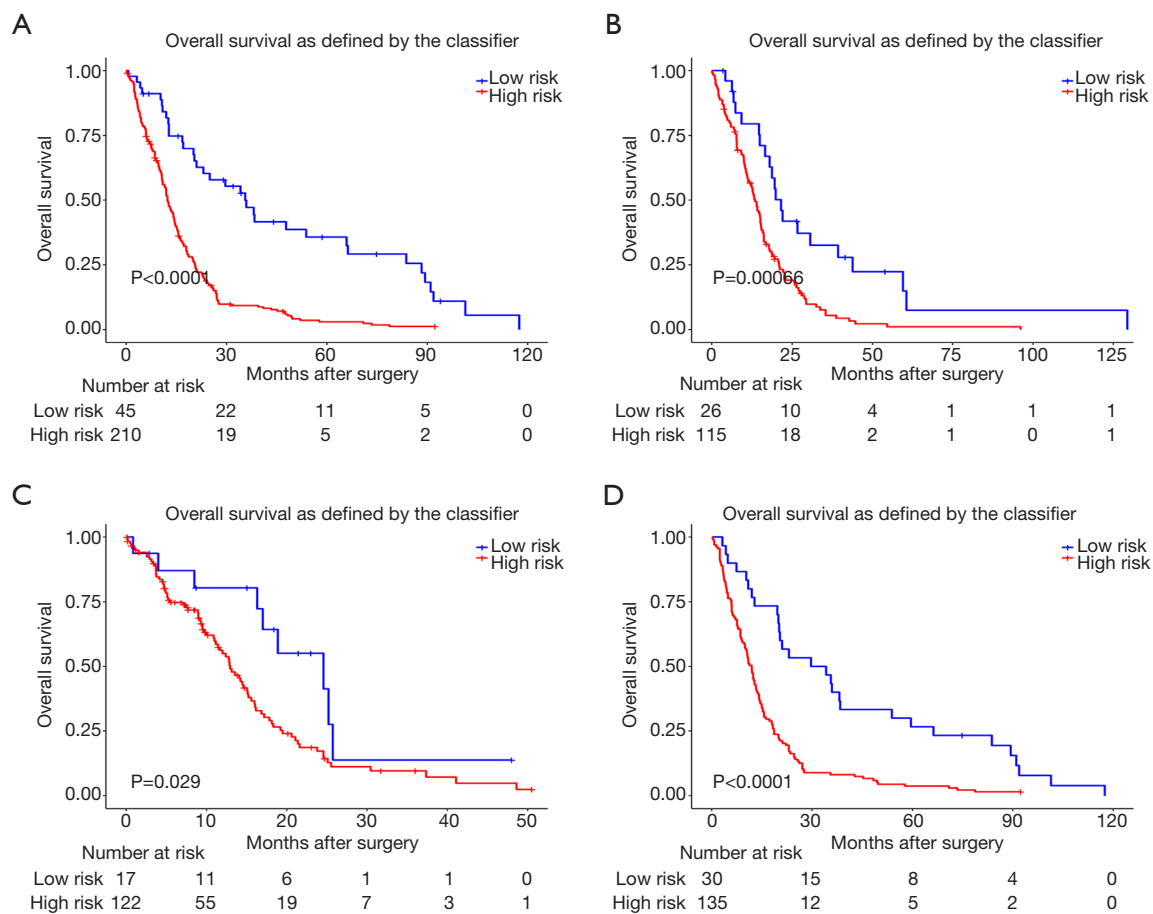 A
Overall survival as defined by the classifier
Low risk
High risk
1.00
0.75
0.50
0.25
0.00
Overall survival
P<0.0001
0 30 60 90 120
Months after surgery
Number at risk
Low risk 45 22 11 5 0
High risk 210 19 5 2 0
B
Overall survival as defined by the classifier
Low risk
High risk
1.00
0.75
0.50
0.25
0.00
Overall survival
P=0.00066
0 25 50 75 100 125
Months after surgery
Number at risk
Low risk 26 10 4 1 1 1
High risk 115 18 2 1 0 1
C
Overall survival as defined by the classifier
Low risk
High risk
1.00
0.75
0.50
0.25
0.00
Overall survival
P=0.029
0 10 20 30 40 50
Months after surgery
Number at risk
Low risk 17 11 6 1 1 0
High risk 122 55 19 7 3 1
D
Overall survival as defined by the classifier
Low risk
High risk
1.00
0.75
0.50
0.25
0.00
Overall survival
P<0.0001
0 30 60 90 120
Months after surgery
Number at risk
Low risk 30 15 8 4 0
High risk 135 12 5 2 0